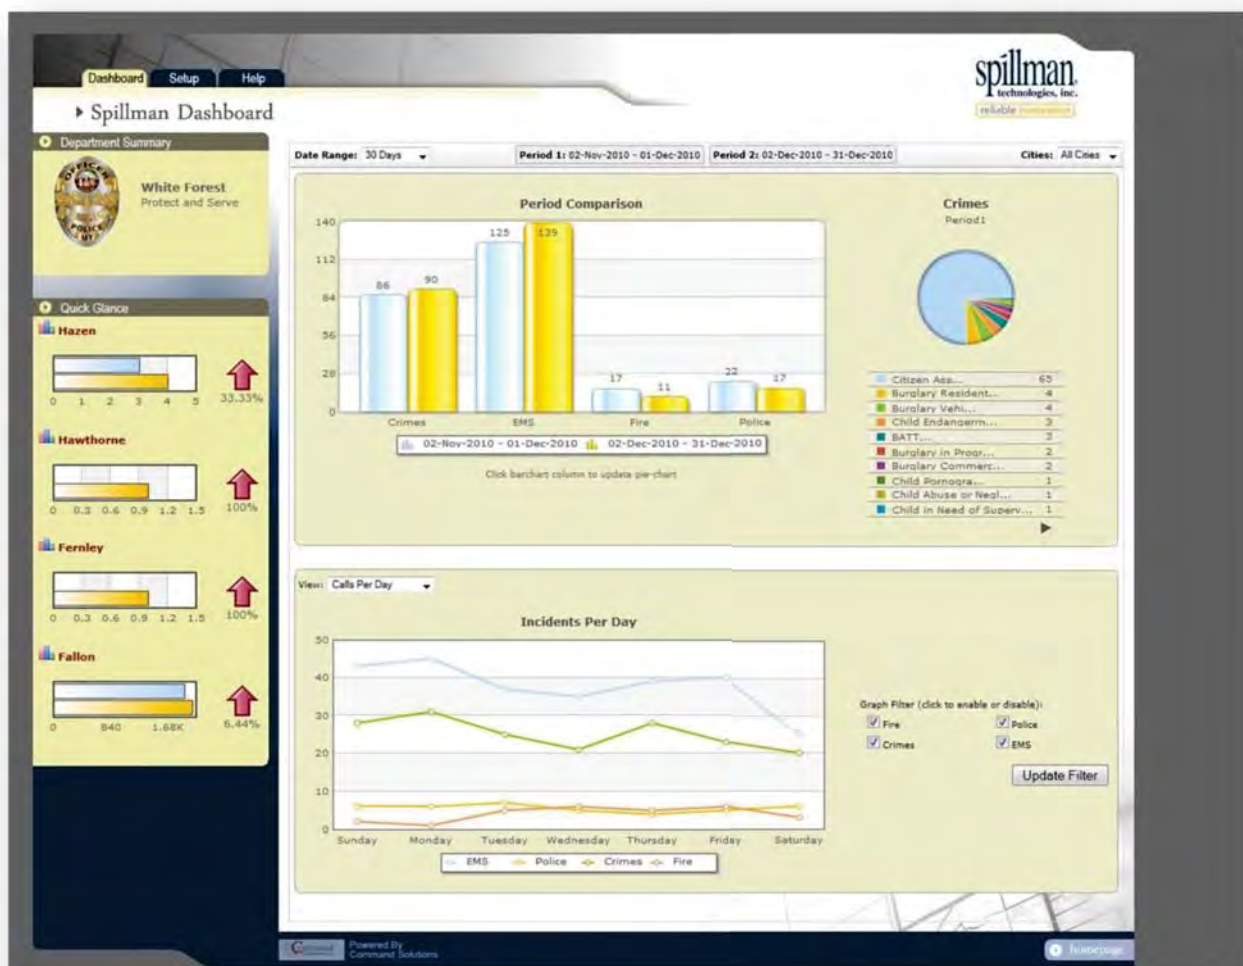 Dashboard Setup Help
spillman
technologies, inc.
reliable
Spillman Dashboard
Department Summary
OFFICER
POLICE
UT
White Forest
Protect and Serve
Date Range: 30 Days
Period 1: 02-Nov-2010 - 01-Dec-2010 Period 2: 02-Dec-2010 - 31-Dec-2010
Cities: All Cities
Quick Glance
Hazen
0 1 2 3 4 5
33.33%
Hawthorne
0 0.3 0.6 0.9 1.2 1.5
100%
Fernley
0 0.3 0.6 0.9 1.2 1.5
100%
Fallon
0 840 1.68K
6.44%
Period Comparison
140
112
84
56
28
0
86 90 125 139 17 11 22 17
Crimes EMS Fire Police
02-Nov-2010 - 01-Dec-2010 02-Dec-2010 - 31-Dec-2010
Click barchart column to update pie-chart
Crimes
Period1
Citizen Ass... 65
Burglary Resident... 4
Burglary Vehi... 4
Child Endangerm... 3
BATT... 3
Burglary in Progr... 2
Burglary Commerc... 2
Child Pornogra... 1
Child Abuse or Negl... 1
Child in Need of Superv... 1
View: Calls Per Day
Incidents Per Day
50
40
30
20
10
0
Sunday Monday Tuesday Wednesday Thursday Friday Saturday
EMS Police Crimes Fire
Graph Filter (click to enable or disable):
Fire Police
Crimes EMS
Update Filter
Powered By
Command Solutions
homepage